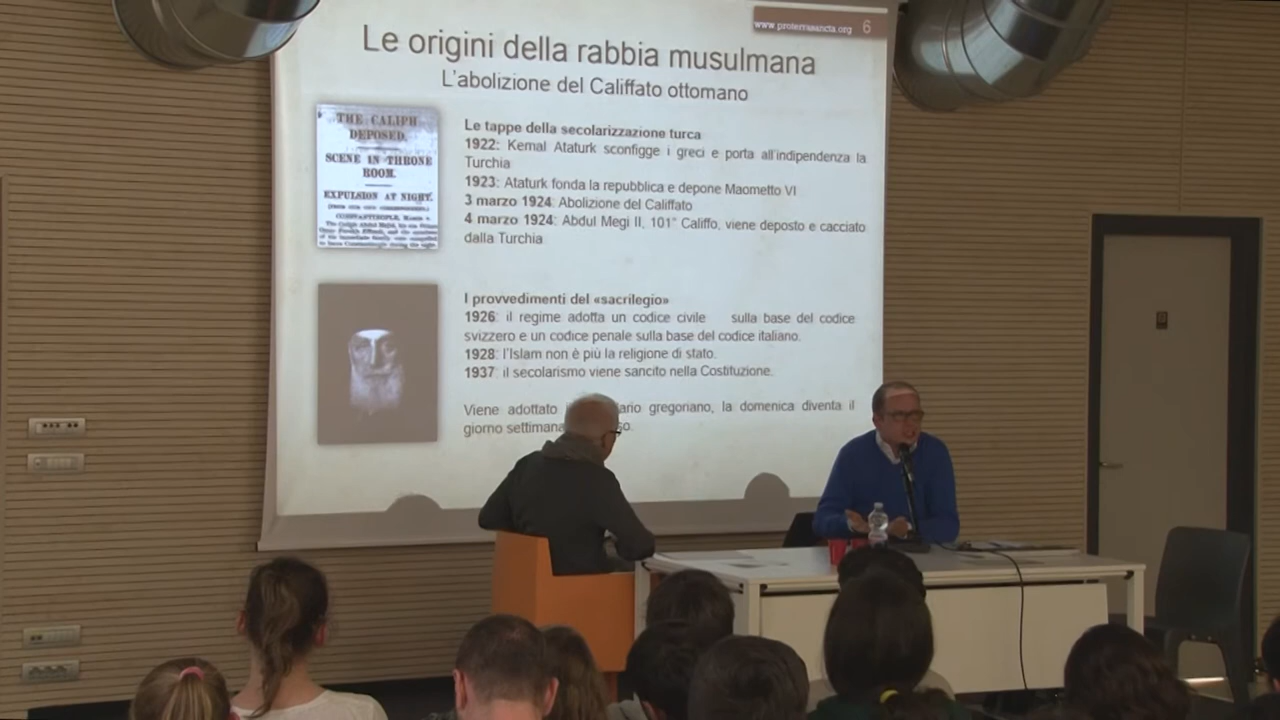 www.proterrasancta.org 6
Le origini della rabbia musulmana
L'abolizione del Califfato ottomano
THE CALIPH
DEPOSED.
SCENE IN THRONE
ROOM.
EXPULSION AT NIGHT.
Le tappe della secolarizzazione turca
1922: Kemal Ataturk sconfigge i greci e porta all'indipendenza la
Turchia
1923: Ataturk fonda la repubblica e depone Maometto VI
3 marzo 1924: Abolizione del Califfato
4 marzo 1924: Abdul Megi II, 101° Califfo, viene deposto e cacciato
dalla Turchia
I provvedimenti del «sacrilegio»
1926: il regime adotta un codice civile sulla base del codice
svizzero e un codice penale sulla base del codice italiano.
1928: l'Islam non è più la religione di stato.
1937: il secolarismo viene sancito nella Costituzione.
Viene adottato gregoriano, la domenica diventa il
giorno